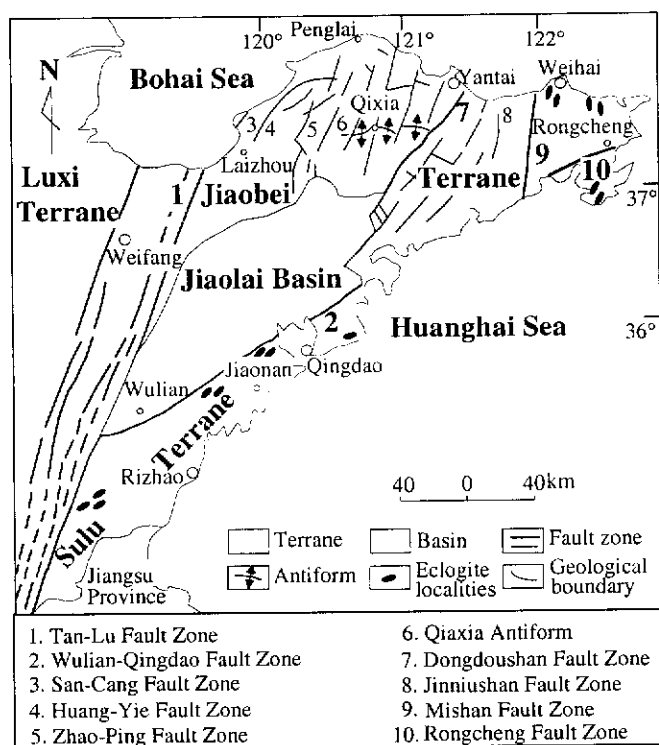 120°
Penglai
121°
122°
N
Bohai Sea
Yantai
Weihai
3
4
5
6
Qixia
8
Rongcheng
Laizhou
9
10
Luxi
Terrane
1
Jiaobei
Terrane
37°
Weifang
Jiaolai Basin
2
Huanghai Sea
36°
Jiaonan
Qingdao
Wulian
Terrane
Rizhao
40 0 40km
Sulu
Terrane
Basin
Fault zone
Antiform
Eclogite
localities
Geological
boundary
Jiangsu
Province
1. Tan-Lu Fault Zone
2. Wulian-Qingdao Fault Zone
3. San-Cang Fault Zone
4. Huang-Yie Fault Zone
5. Zhao-Ping Fault Zone
6. Qiaxia Antiform
7. Dongdoushan Fault Zone
8. Jinniushan Fault Zone
9. Mishan Fault Zone
10. Rongcheng Fault Zone